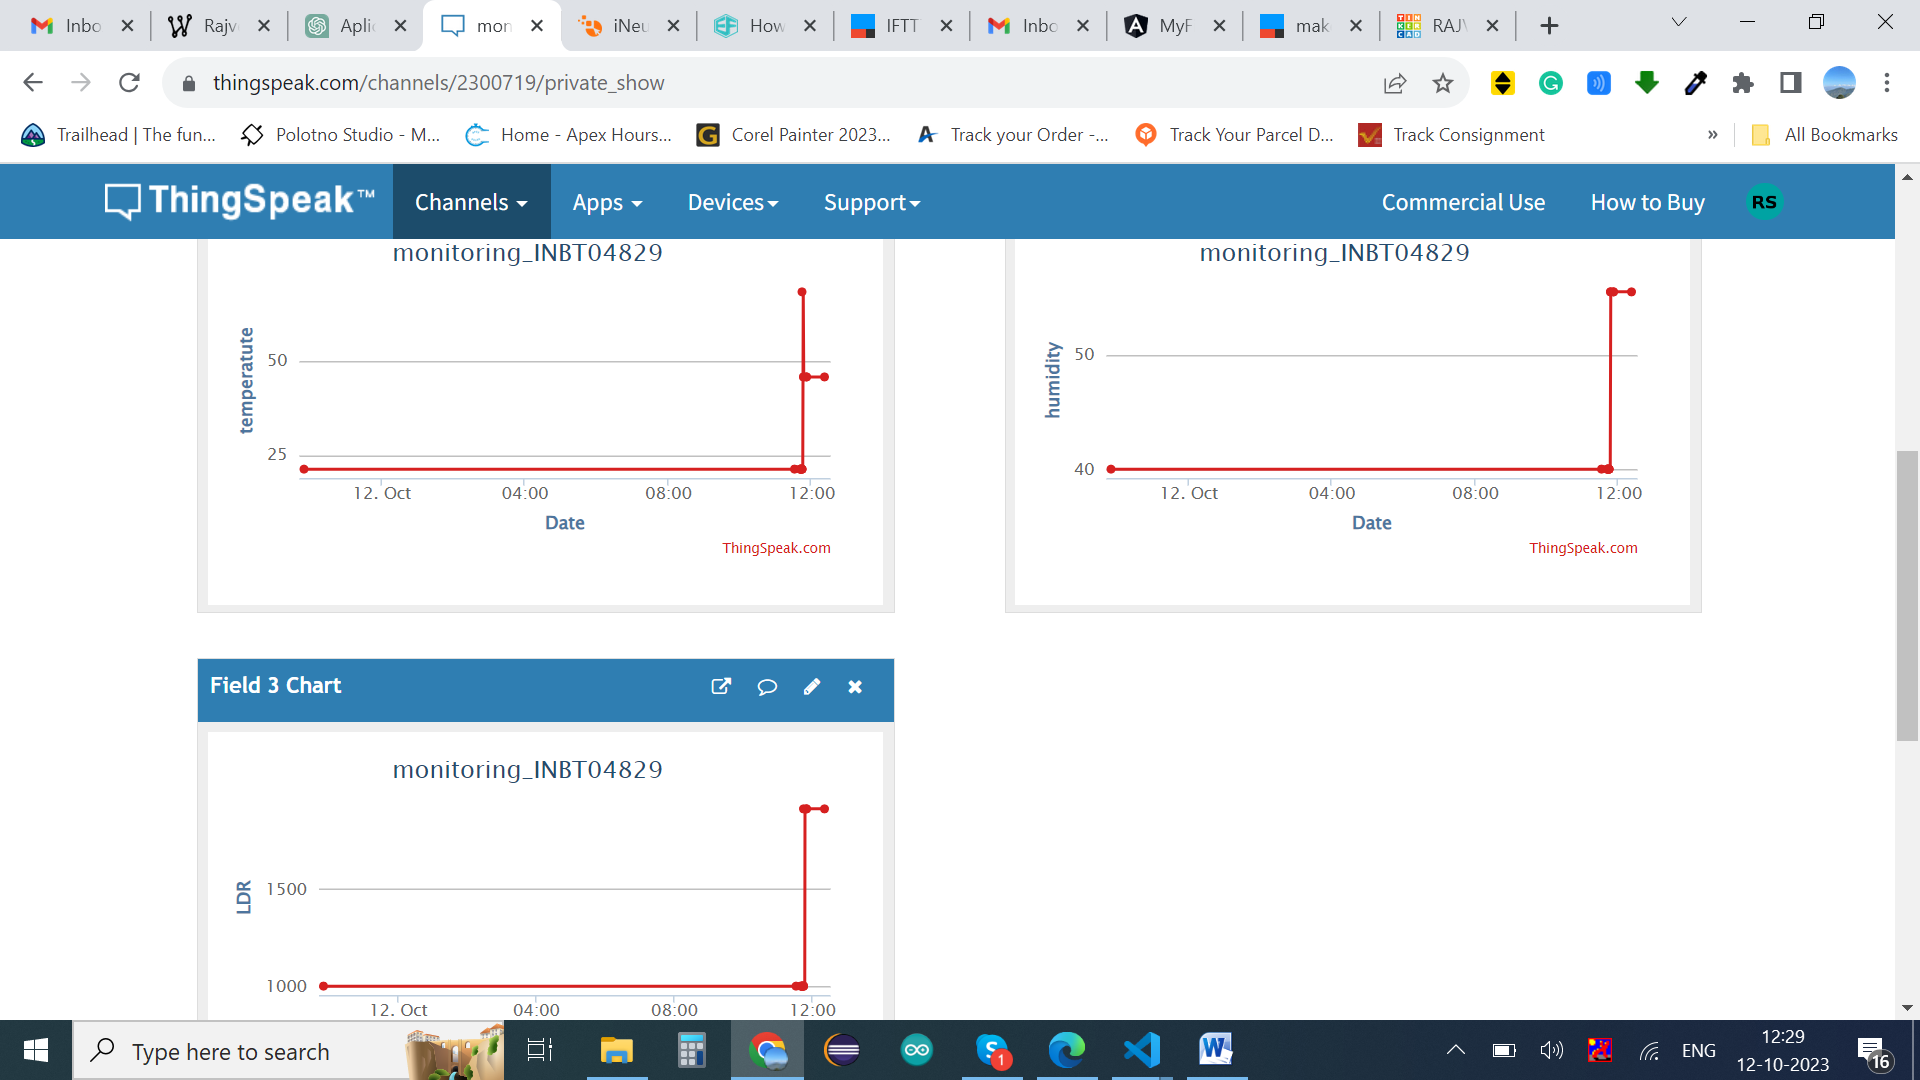 Inbo
Rajv
Aplic
mon
iNeu
How
IFTT
Inbo
MyF
mak
RAJV
thingspeak.com/channels/2300719/private_show
Trailhead | The fun...
Polotno Studio - M...
Home - Apex Hours...
Corel Painter 2023...
Track your Order -...
Track Your Parcel D...
Track Consignment
»
All Bookmarks
ThingSpeak™
Channels
Apps
Devices
Support
Commercial Use
How to Buy
RS
monitoring_INBT04829
temperatute
50
25
12. Oct
04:00
08:00
12:00
Date
ThingSpeak.com
monitoring_INBT04829
humidity
50
40
12. Oct
04:00
08:00
12:00
Date
ThingSpeak.com
Field 3 Chart
monitoring_INBT04829
LDR
1500
1000
12. Oct
04:00
08:00
12:00
Type here to search
1
ENG
12:29
12-10-2023
16